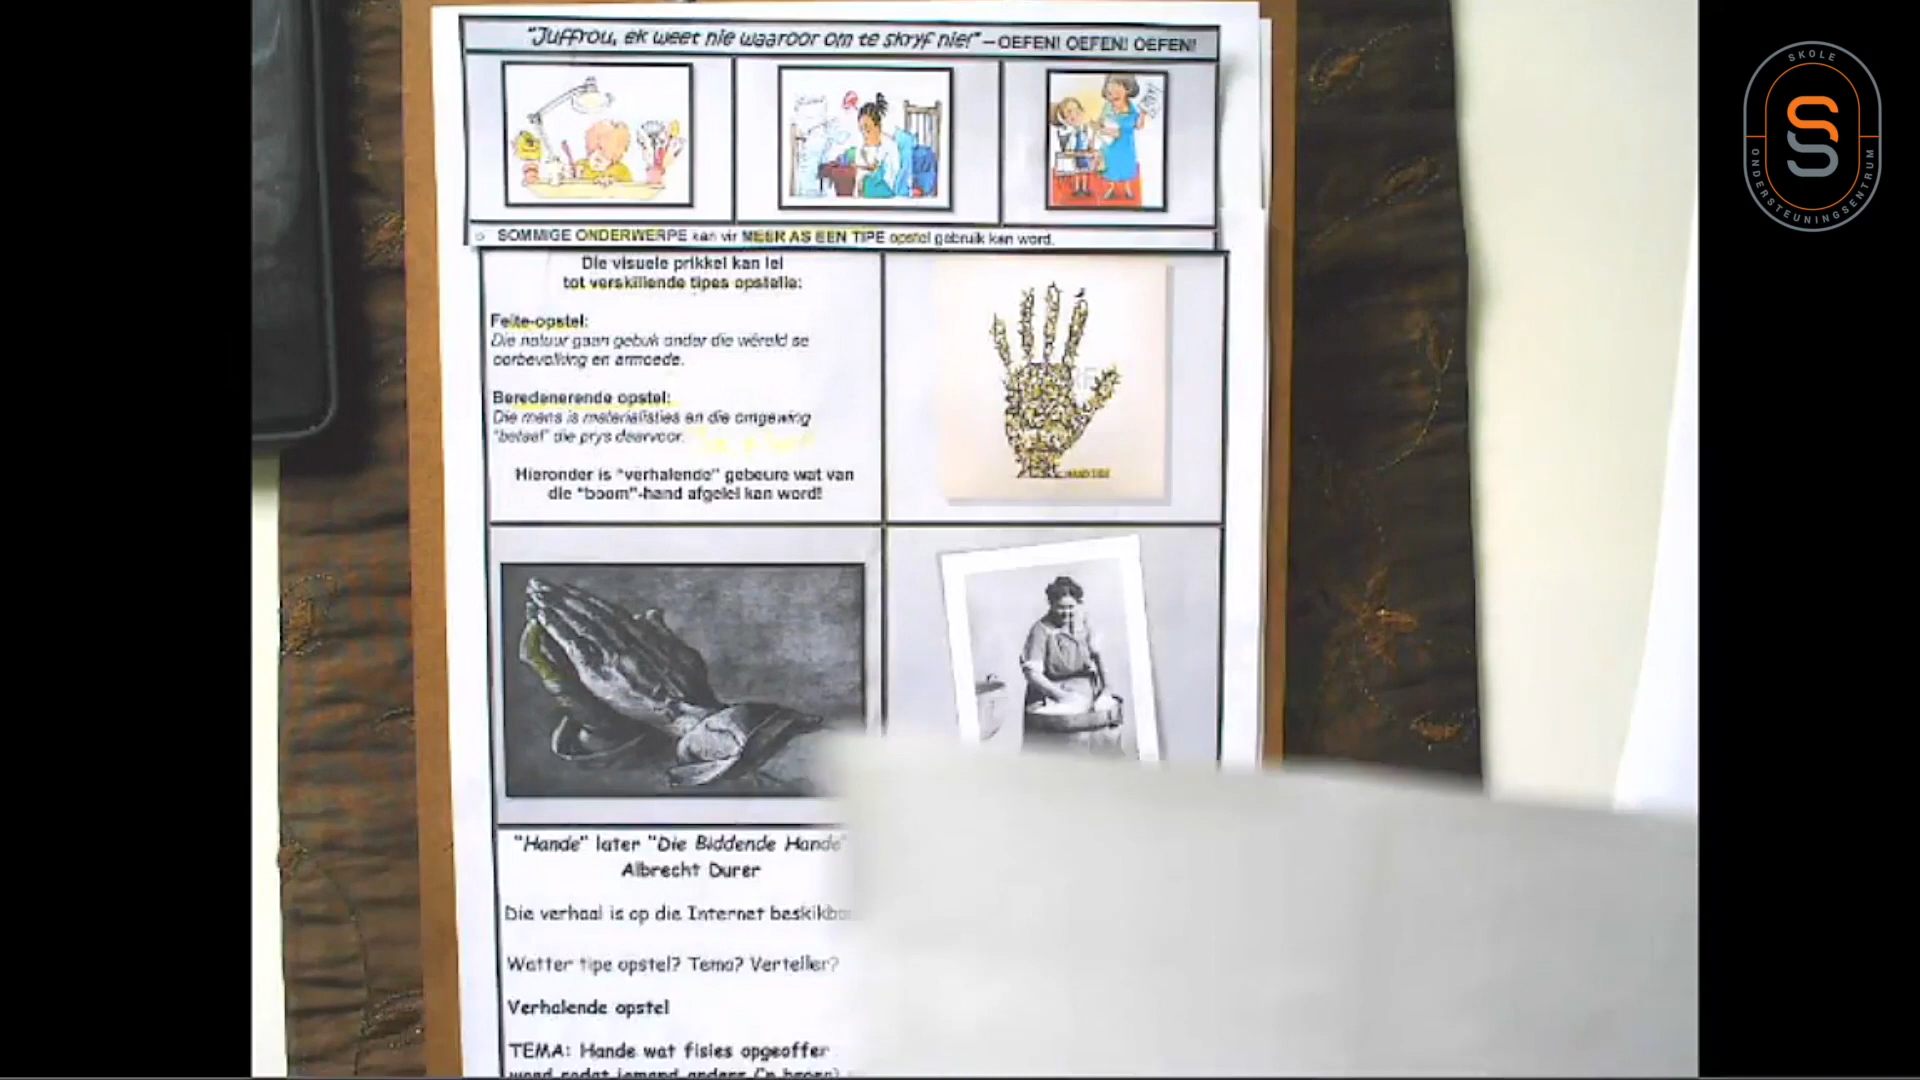 "Juffrou, ek weet nie waaroor om te skryf nie!" – OEFEN! OEFEN! OEFEN!
SOMMIGE ONDERWERPE kan vir MEER AS EEN TIPE opstel gebruik kan word.
Die visuele prikkel kan lei
tot verskillende tipes opstelle:
Feite-opstel:
Die natuur gaan gebuk onder die wêreld se
oorbevolking en armoede.
Beredenerende opstel:
Die mens is materialisties en die omgewing
"betaal" die prys daarvoor.
Hieronder is "verhalende" gebeure wat van
die "boom"-hand afgelei kan word!
"Hande" later "Die Biddende Hande"
Albrecht Durer
Die verhaal is op die Internet
Watter tipe opstel? Tema? Verteller?
Verhalende opstel
TEMA: Hande wat fisies opgeoffer
word sodat iemand anders ('n broer)
SKOLE
ONDERSTEUNINGSENTRUM